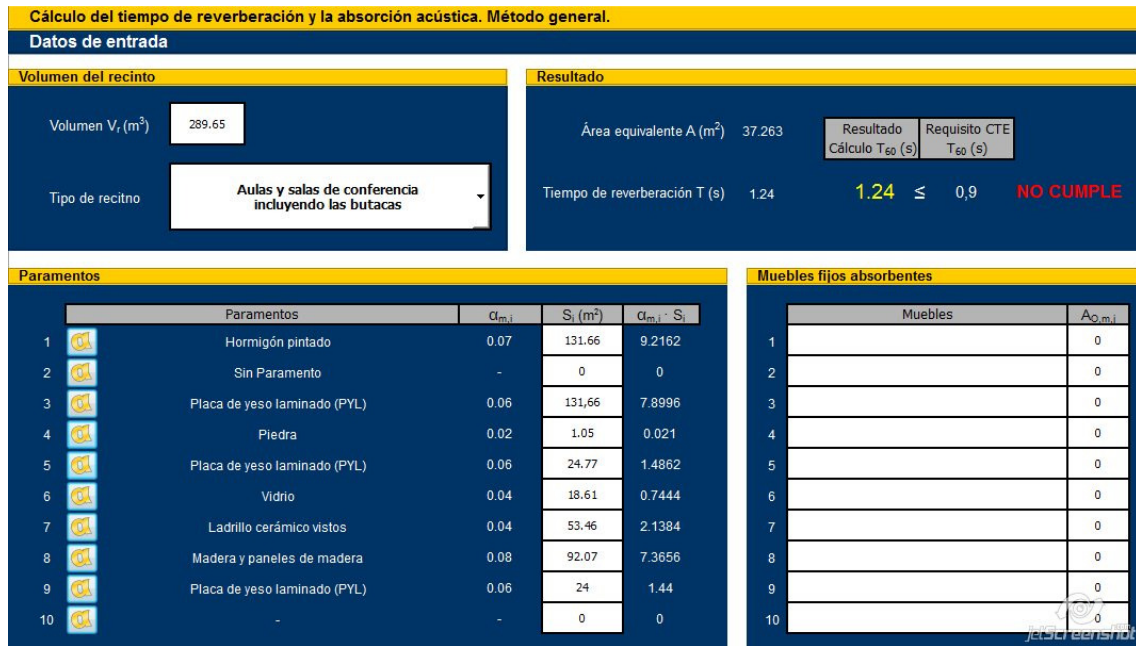 Cálculo del tiempo de reverberación y la absorción acústica. Método general.
Datos de entrada
Volumen del recinto
Volumen Vr (m³) 289.65
Tipo de recitno Aulas y salas de conferencia
incluyendo las butacas
Resultado
Área equivalente A (m²) 37.263
Resultado Cálculo T60 (s) Requisito CTE T60 (s)
Tiempo de reverberación T (s) 1.24 1.24 ≤ 0,9 NO CUMPLE
Paramentos
Paramentos αm,i Si (m²) αm,i · Si
1 Hormigón pintado 0.07 131.66 9.2162
2 Sin Paramento - 0 0
3 Placa de yeso laminado (PYL) 0.06 131,66 7.8996
4 Piedra 0.02 1.05 0.021
5 Placa de yeso laminado (PYL) 0.06 24.77 1.4862
6 Vidrio 0.04 18.61 0.7444
7 Ladrillo cerámico vistos 0.04 53.46 2.1384
8 Madera y paneles de madera 0.08 92.07 7.3656
9 Placa de yeso laminado (PYL) 0.06 24 1.44
10 - - 0 0
Muebles fijos absorbentes
Muebles AO,m,j
1 0
2 0
3 0
4 0
5 0
6 0
7 0
8 0
9 0
10 0
jetScreenshot